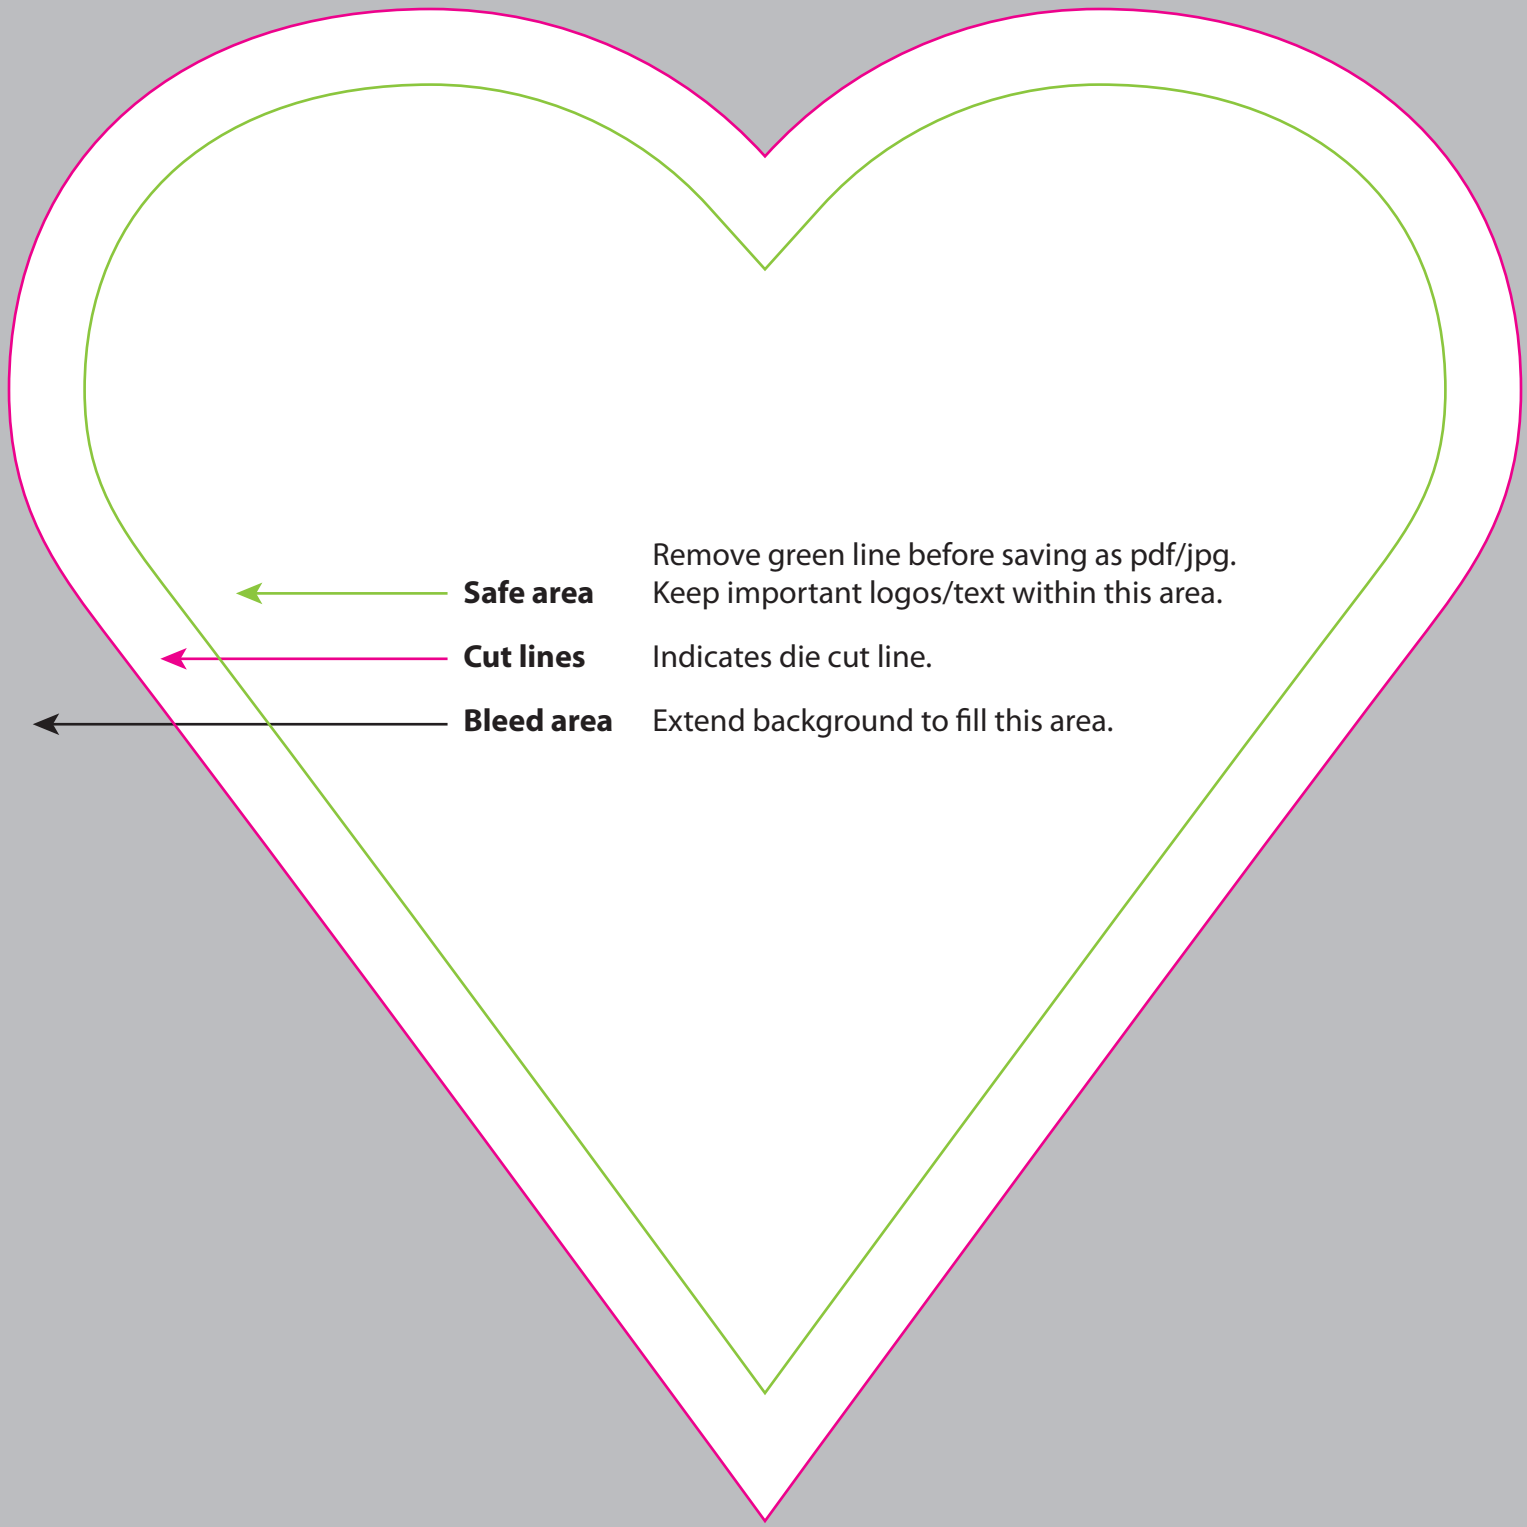 Remove green line before saving as pdf/jpg.
Safe area Keep important logos/text within this area.
Cut lines Indicates die cut line.
Bleed area Extend background to fill this area.